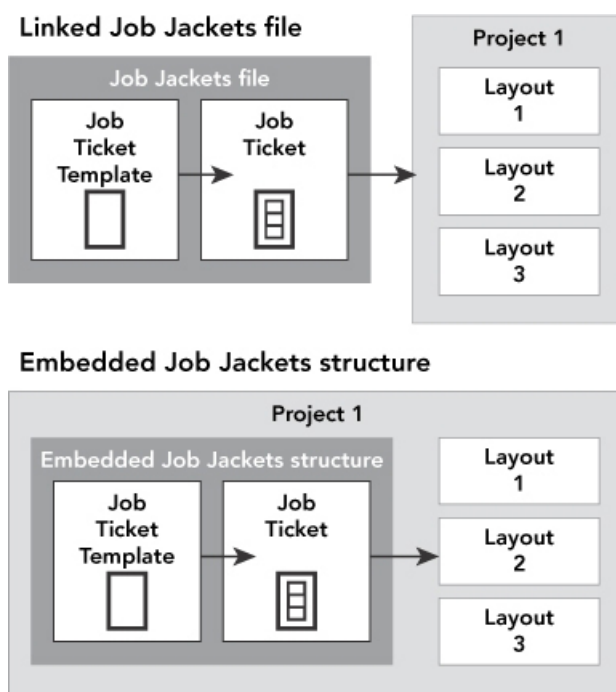 Linked Job Jackets file
Job Jackets file
Job
Ticket
Template
Job
Ticket
Project 1
Layout
1
Layout
2
Layout
3
Embedded Job Jackets structure
Project 1
Embedded Job Jackets structure
Job
Ticket
Template
Job
Ticket
Layout
1
Layout
2
Layout
3